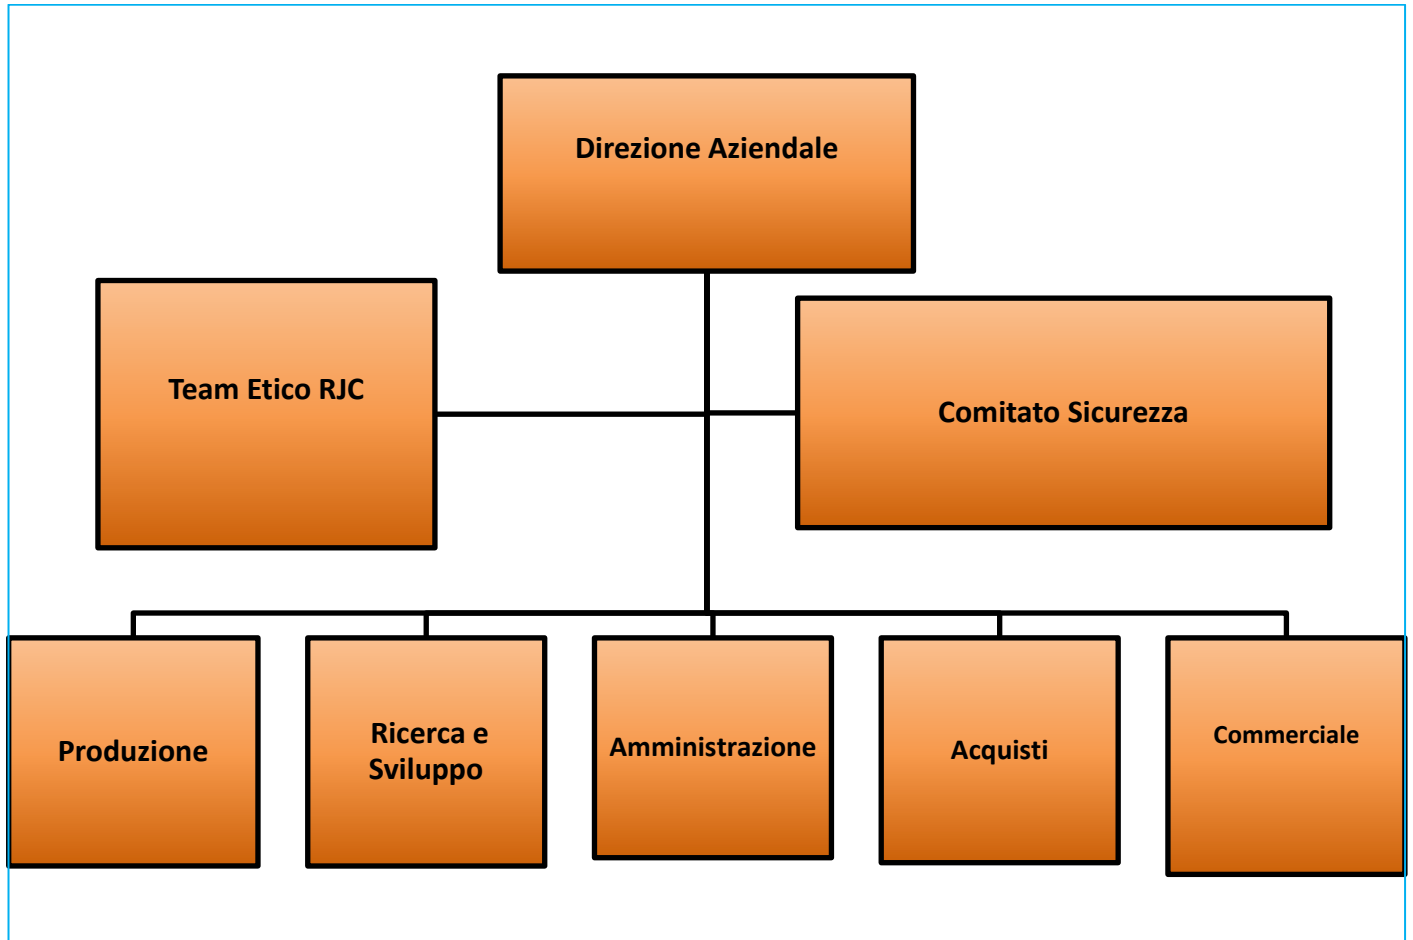 Direzione Aziendale
Team Etico RJC
Comitato Sicurezza
Produzione
Ricerca e
Sviluppo
Amministrazione
Acquisti
Commerciale